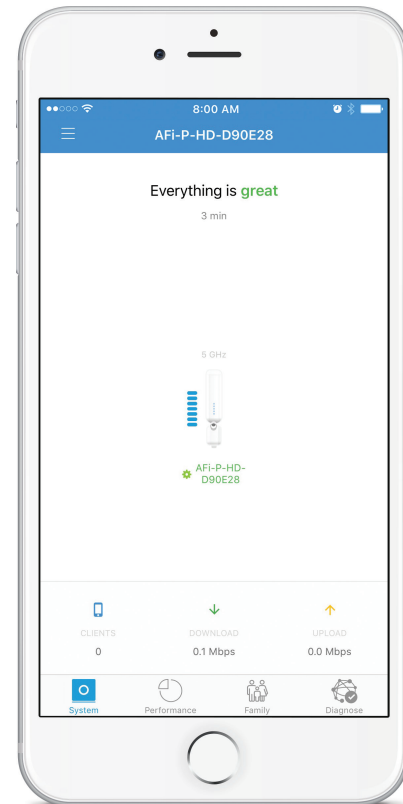 8:00 AM
AFi-P-HD-D90E28
Everything is great
3 min
5 GHz
AFi-P-HD-
D90E28
CLIENTS DOWNLOAD UPLOAD
0 0.1 Mbps 0.0 Mbps
System Performance Family Diagnose